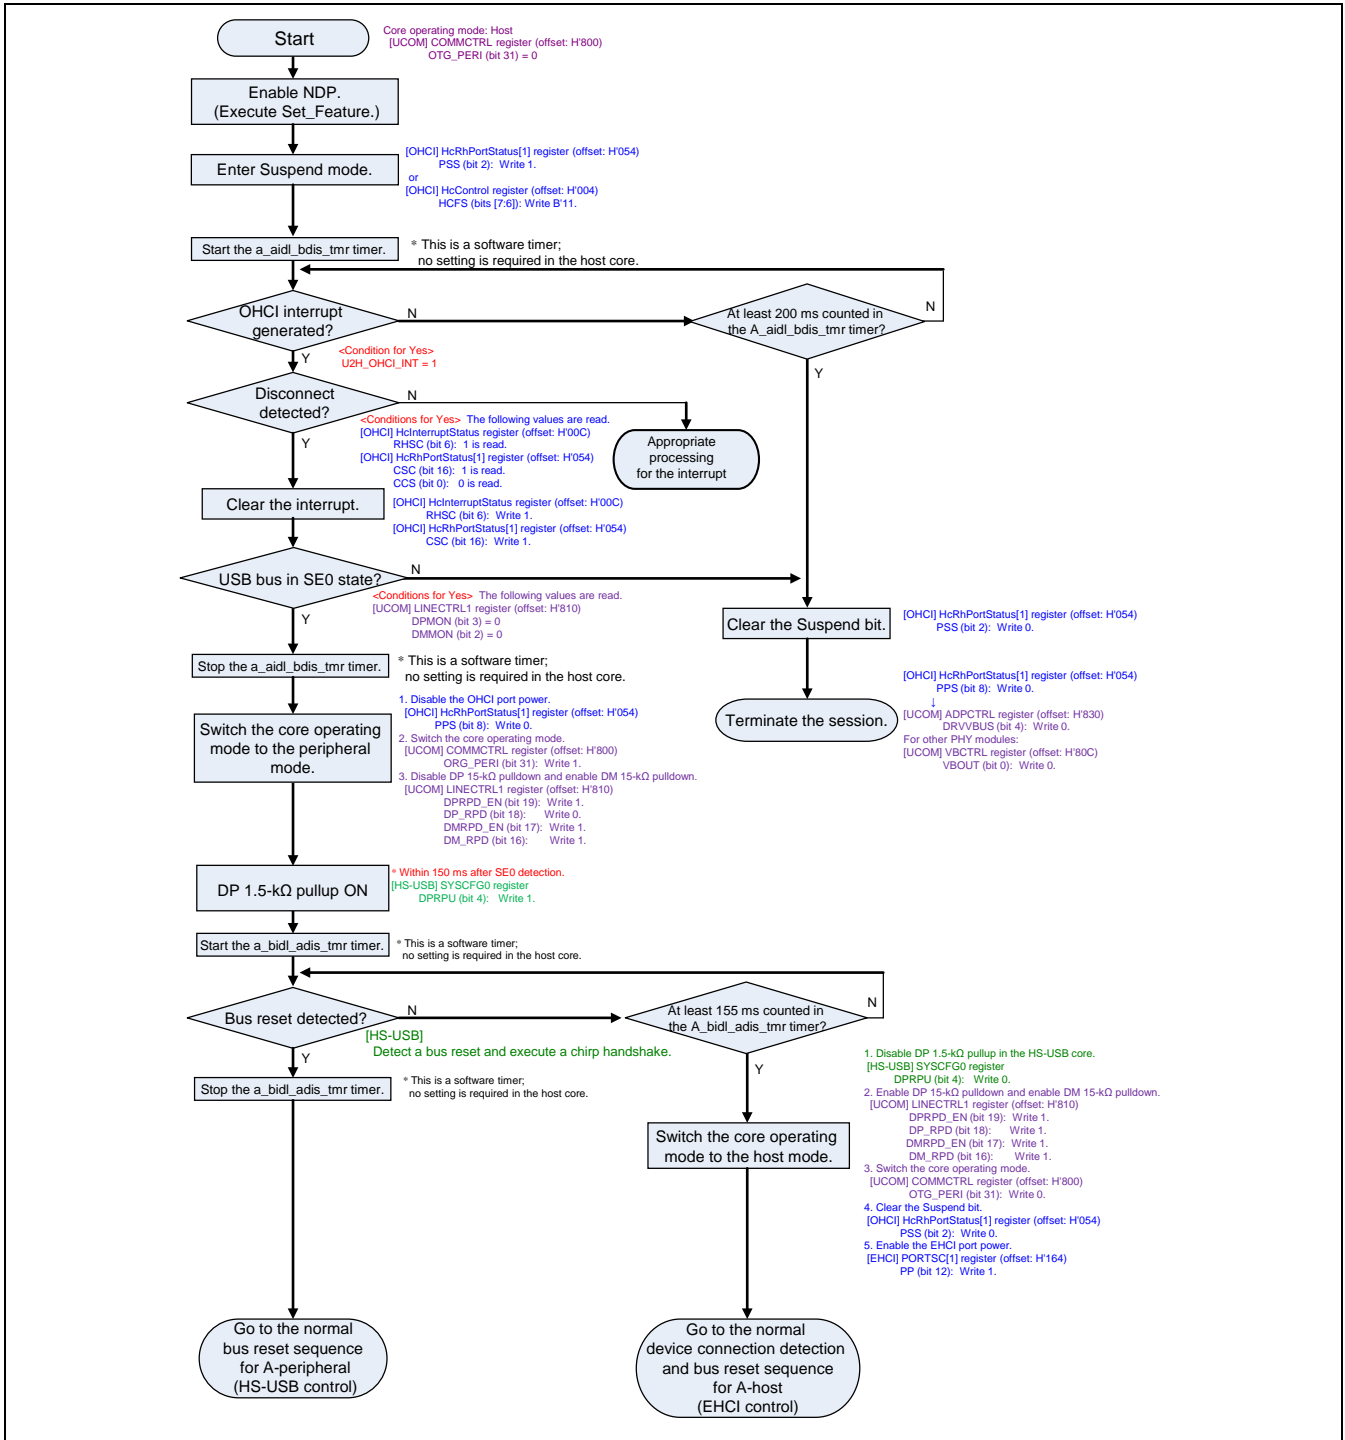 Start
Core operating mode: Host
[UCOM] COMMCTRL register (offset: H'800)
OTG_PERI (bit 31) = 0
Enable NDP.
(Execute Set_Feature.)
Enter Suspend mode.
[OHCI] HcRhPortStatus[1] register (offset: H'054)
PSS (bit 2): Write 1.
or
[OHCI] HcControl register (offset: H'004)
HCFS (bits [7:6]): Write B'11.
Start the a_aidl_bdis_tmr timer.
* This is a software timer;
no setting is required in the host core.
OHCI interrupt
generated?
N
At least 200 ms counted in
the A_aidl_bdis_tmr timer?
N
Y
<Condition for Yes>
U2H_OHCI_INT = 1
Y
Disconnect
detected?
N
<Conditions for Yes> The following values are read.
[OHCI] HcInterruptStatus register (offset: H'00C)
RHSC (bit 6): 1 is read.
[OHCI] HcRhPortStatus[1] register (offset: H'054)
CSC (bit 16): 1 is read.
CCS (bit 0): 0 is read.
Appropriate
processing
for the interrupt
Y
Clear the interrupt.
[OHCI] HcInterruptStatus register (offset: H'00C)
RHSC (bit 6): Write 1.
[OHCI] HcRhPortStatus[1] register (offset: H'054)
CSC (bit 16): Write 1.
USB bus in SE0 state?
N
<Conditions for Yes> The following values are read.
[UCOM] LINECTRL1 register (offset: H'810)
DPMON (bit 3) = 0
DMMON (bit 2) = 0
Y
Clear the Suspend bit.
[OHCI] HcRhPortStatus[1] register (offset: H'054)
PSS (bit 2): Write 0.
Stop the a_aidl_bdis_tmr timer.
* This is a software timer;
no setting is required in the host core.
Terminate the session.
[OHCI] HcRhPortStatus[1] register (offset: H'054)
PPS (bit 8): Write 0.
↓
[UCOM] ADPCTRL register (offset: H'830)
DRVVBUS (bit 4): Write 0.
For other PHY modules:
[UCOM] VBCTRL register (offset: H'80C)
VBOUT (bit 0): Write 0.
Switch the core operating
mode to the peripheral
mode.
1. Disable the OHCI port power.
[OHCI] HcRhPortStatus[1] register (offset: H'054)
PPS (bit 8): Write 0.
2. Switch the core operating mode.
[UCOM] COMMCTRL register (offset: H'800)
ORG_PERI (bit 31): Write 1.
3. Disable DP 15-kΩ pulldown and enable DM 15-kΩ pulldown.
[UCOM] LINECTRL1 register (offset: H'810)
DPRPD_EN (bit 19): Write 1.
DP_RPD (bit 18): Write 0.
DMRPD_EN (bit 17): Write 1.
DM_RPD (bit 16): Write 1.
DP 1.5-kΩ pullup ON
* Within 150 ms after SE0 detection.
[HS-USB] SYSCFG0 register
DPRPU (bit 4): Write 1.
Start the a_bidl_adis_tmr timer.
* This is a software timer;
no setting is required in the host core.
Bus reset detected?
N
At least 155 ms counted in
the A_bidl_adis_tmr timer?
N
[HS-USB]
Detect a bus reset and execute a chirp handshake.
Y
Y
Stop the a_bidl_adis_tmr timer.
* This is a software timer;
no setting is required in the host core.
Switch the core operating
mode to the host mode.
1. Disable DP 1.5-kΩ pullup in the HS-USB core.
[HS-USB] SYSCFG0 register
DPRPU (bit 4): Write 0.
2. Enable DP 15-kΩ pulldown and enable DM 15-kΩ pulldown.
[UCOM] LINECTRL1 register (offset: H'810)
DPRPD_EN (bit 19): Write 1.
DP_RPD (bit 18): Write 1.
DMRPD_EN (bit 17): Write 1.
DM_RPD (bit 16): Write 1.
3. Switch the core operating mode.
[UCOM] COMMCTRL register (offset: H'800)
OTG_PERI (bit 31): Write 0.
4. Clear the Suspend bit.
[OHCI] HcRhPortStatus[1] register (offset: H'054)
PSS (bit 2): Write 0.
5. Enable the EHCI port power.
[EHCI] PORTSC[1] register (offset: H'164)
PP (bit 12): Write 1.
Go to the normal
bus reset sequence
for A-peripheral
(HS-USB control)
Go to the normal
device connection detection
and bus reset sequence
for A-host
(EHCI control)